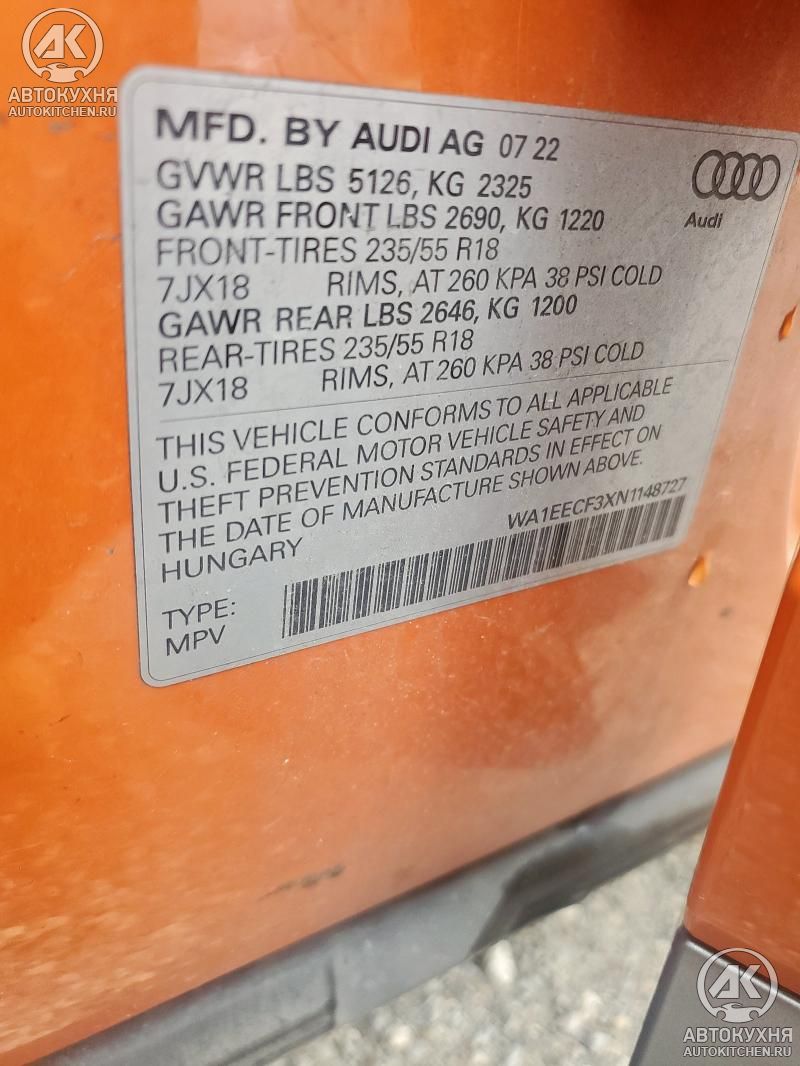 АК
АВТОКУХНЯ
AUTOKITCHEN.RU
MFD. BY AUDI AG 07 22
GVWR LBS 5126, KG 2325
GAWR FRONT LBS 2690, KG 1220
FRONT-TIRES 235/55 R18
7JX18 RIMS, AT 260 KPA 38 PSI COLD
GAWR REAR LBS 2646, KG 1200
REAR-TIRES 235/55 R18
7JX18 RIMS, AT 260 KPA 38 PSI COLD
Audi
THIS VEHICLE CONFORMS TO ALL APPLICABLE
U.S. FEDERAL MOTOR VEHICLE SAFETY AND
THEFT PREVENTION STANDARDS IN EFFECT ON
THE DATE OF MANUFACTURE SHOWN ABOVE.
HUNGARY
WA1EECF3XN1148727
TYPE:
MPV
АК
АВТОКУХНЯ
AUTOKITCHEN.RU